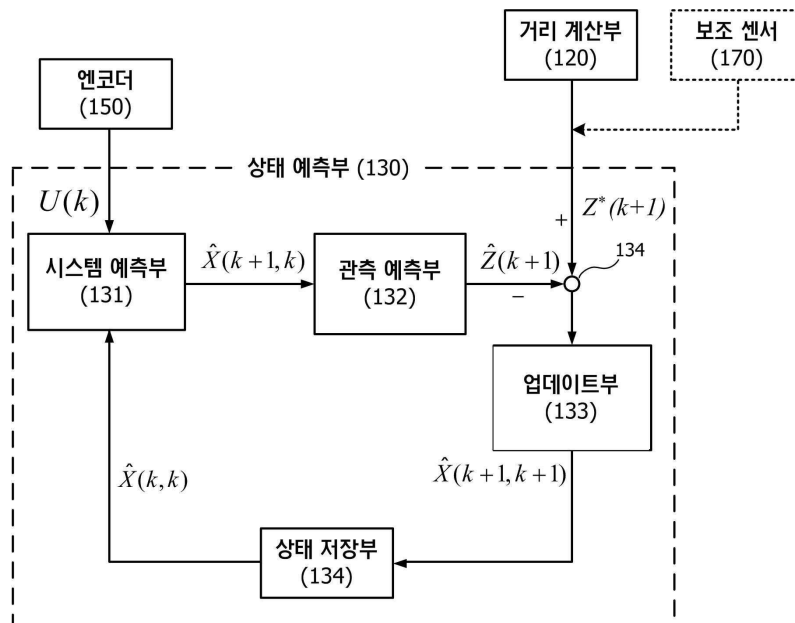 거리 계산부
(120)
보조 센서
(170)
엔코더
(150)
상태 예측부 (130)
U(k)
+
Z*(k+1)
시스템 예측부
(131)
X̂(k+1,k)
관측 예측부
(132)
Ẑ(k+1)
−
134
업데이트부
(133)
X̂(k,k)
X̂(k+1,k+1)
상태 저장부
(134)